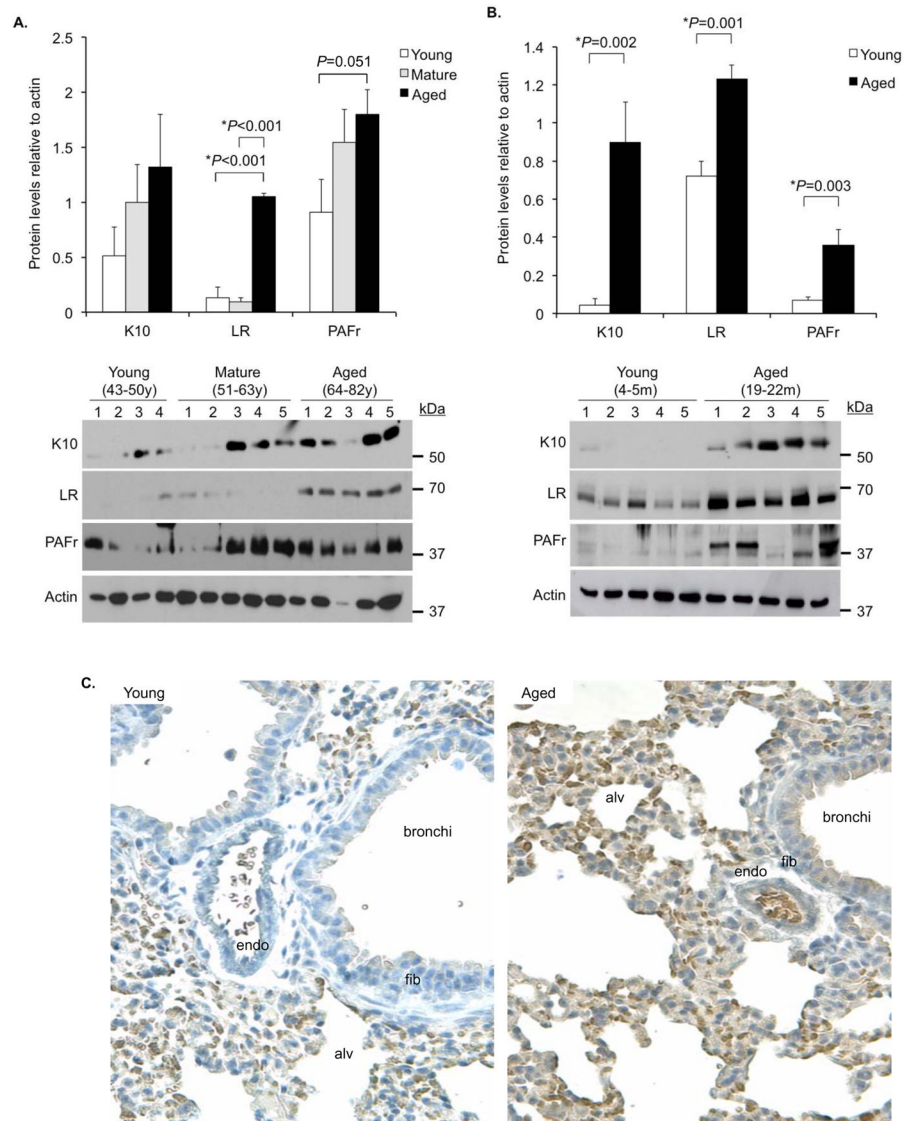 A.
Protein levels relative to actin
2.5
2
1.5
1
0.5
0
*P<0.001
*P<0.001
P=0.051
Young
Mature
Aged
K10 LR PAFr
Young Mature Aged
(43-50y) (51-63y) (64-82y)
1 2 3 4 1 2 3 4 5 1 2 3 4 5 kDa
K10 50
LR 70
PAFr 37
Actin 37
B.
Protein levels relative to actin
1.4
1.2
1
0.8
0.6
0.4
0.2
0
*P=0.002
*P=0.001
*P=0.003
Young
Aged
K10 LR PAFr
Young Aged
(4-5m) (19-22m)
1 2 3 4 5 1 2 3 4 5 kDa
K10 50
LR 70
PAFr 37
Actin 37
C.
Young
bronchi
endo
fib
alv
Aged
alv
bronchi
fib
endo